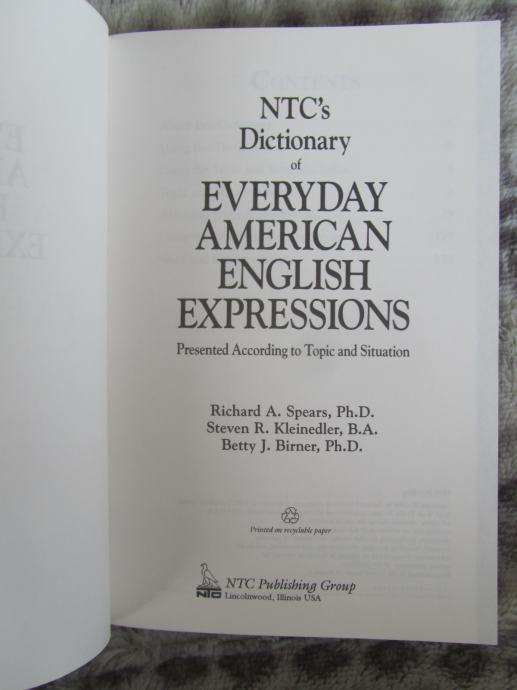 NTC's
Dictionary
of
EVERYDAY
AMERICAN
ENGLISH
EXPRESSIONS
Presented According to Topic and Situation
Richard A. Spears, Ph.D.
Steven R. Kleinedler, B.A.
Betty J. Birner, Ph.D.
Printed on recyclable paper
NTC
NTC Publishing Group
Lincolnwood, Illinois USA